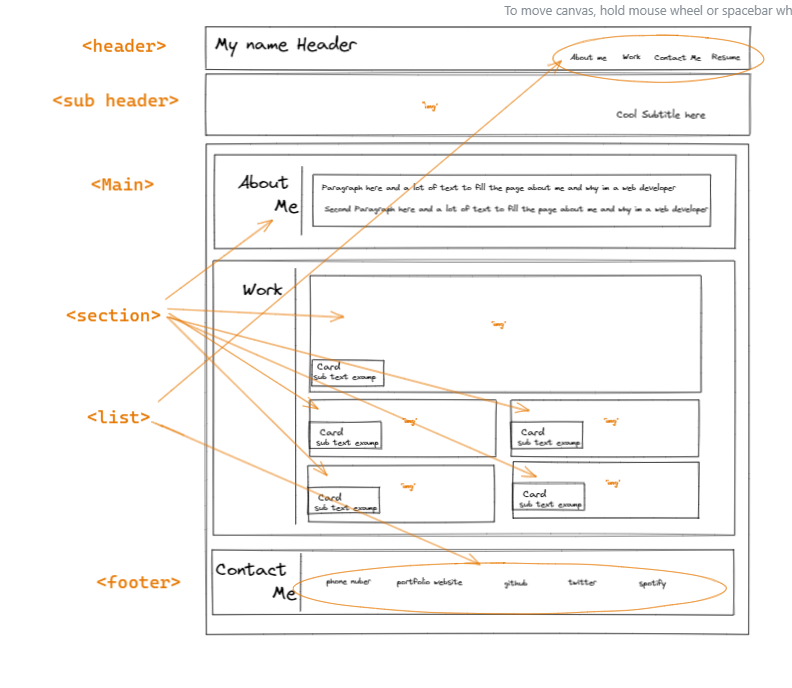 To move canvas, hold mouse wheel or spacebar wh
<header>
My name Header
About me Work Contact Me Resume
<sub header>
"img"
Cool Subtitle here
<Main>
About
Me
Paragraph here and a lot of text to fill the page about me and why im a web developer
Second Paragraph here and a lot of text to fill the page about me and why im a web developer
<section>
Work
"img"
Card
sub text examp
<list>
"img"
Card
sub text examp
"img"
Card
sub text examp
"img"
Card
sub text examp
"img"
Card
sub text examp
<footer>
Contact
Me
phone nuber portfolio website github twitter spotify